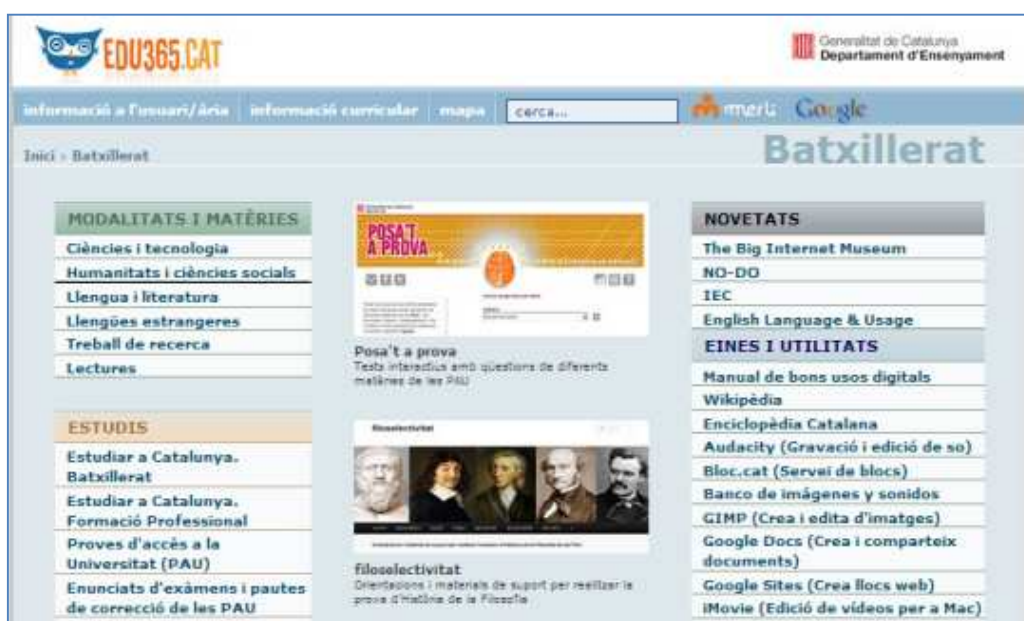 EDU365.CAT
Generalitat de Catalunya
Departament d'Ensenyament
informació a l'usuari/ària
informació curricular
mapa
cerca...
merlí
Google
Inici > Batxillerat
Batxillerat
MODALITATS I MATÈRIES
Ciències i tecnologia
Humanitats i ciències socials
Llengua i literatura
Llengües estrangeres
Treball de recerca
Lectures
ESTUDIS
Estudiar a Catalunya.
Batxillerat
Estudiar a Catalunya.
Formació Professional
Proves d'accès a la
Universitat (PAU)
Enunciats d'exàmens i pautes
de correcció de les PAU
POSA'T
A PROVA
Posa't a prova
Tests interactius amb qüestions de diferents
matèries de les PAU
filoselectivitat
filoselectivitat
Orientacions i materials de suport per realitzar la
prova d'Història de la Filosofia
NOVETATS
The Big Internet Museum
NO-DO
IEC
English Language & Usage
EINES I UTILITATS
Manual de bons usos digitals
Wikipèdia
Enciclopèdia Catalana
Audacity (Gravació i edició de so)
Bloc.cat (Servei de blocs)
Banco de imágenes y sonidos
GIMP (Crea i edita d'imatges)
Google Docs (Crea i comparteix
documents)
Google Sites (Crea llocs web)
iMovie (Edició de vídeos per a Mac)